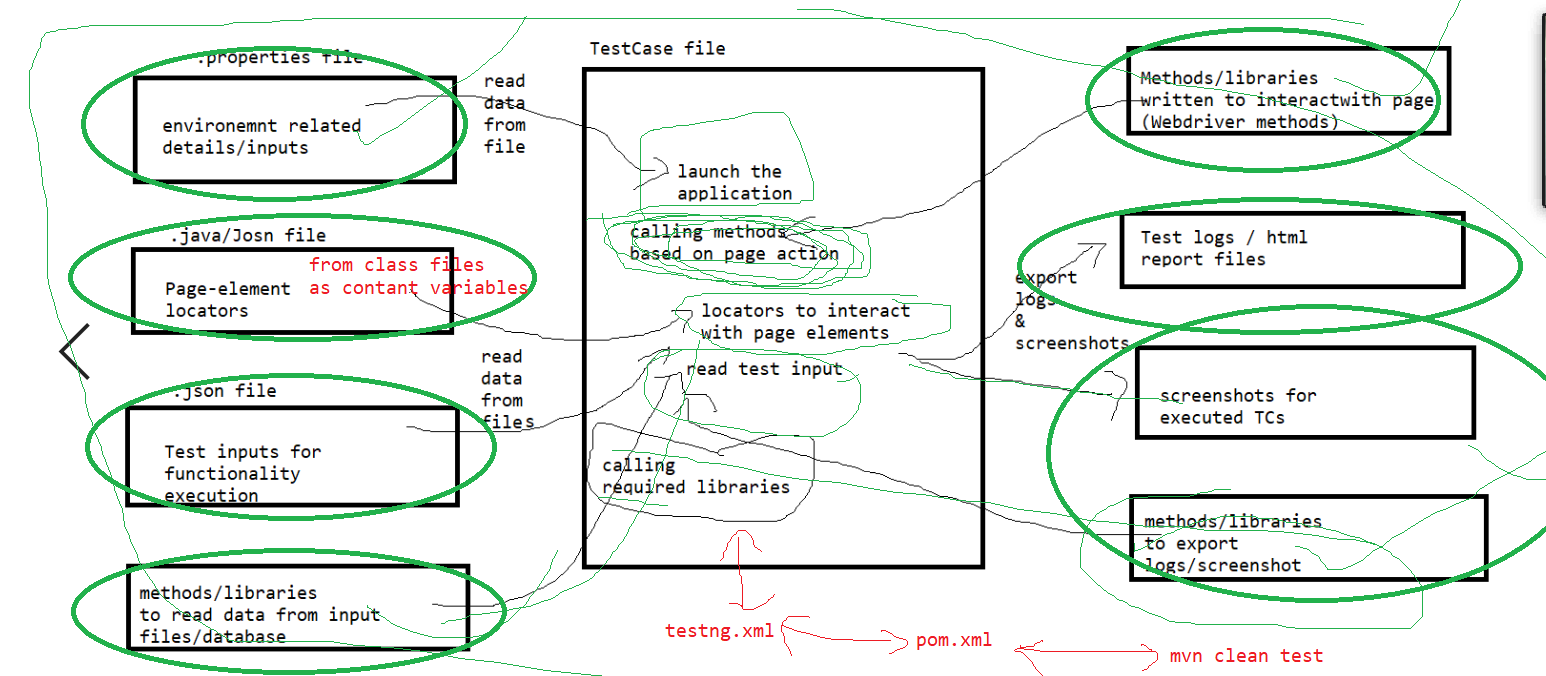 .properties file
environemnt related
details/inputs
read
data
from
file
.java/Josn file
from class files
as contant variables
Page-element
locators
read
data
from
files
.json file
Test inputs for
functionality
execution
methods/libraries
to read data from input
files/database
TestCase file
launch the
application
calling methods
based on page action
locators to interact
with page elements
read test input
calling
required libraries
testng.xml
pom.xml
mvn clean test
Methods/libraries
written to interactwith page
(Webdriver methods)
Test logs / html
report files
export
logs
&
screenshots
screenshots for
executed TCs
methods/libraries
to export
logs/screenshot